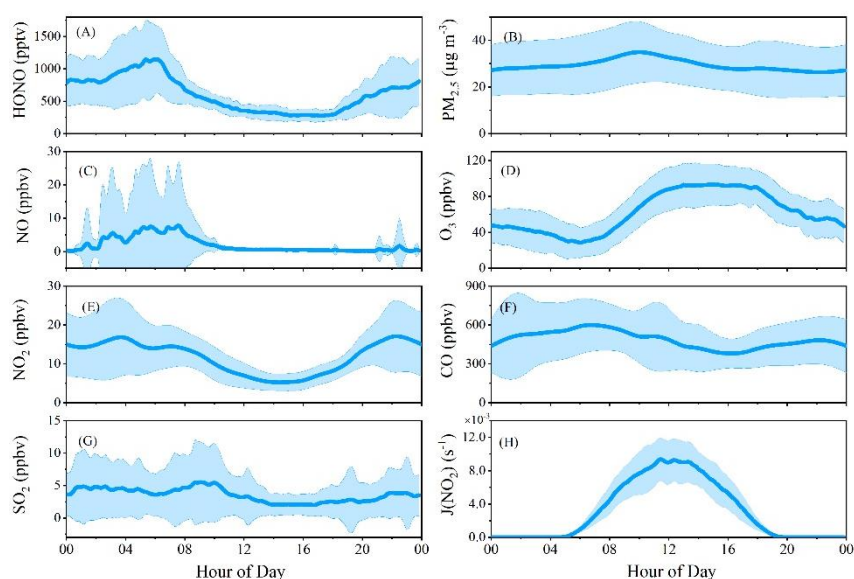 (A)
HONO (pptv)
1500
1000
500
(B)
PM2.5 (μg m-3)
40
20
0
(C)
NO (ppbv)
30
20
10
0
(D)
O3 (ppbv)
120
80
40
0
(E)
NO2 (ppbv)
30
20
10
0
(F)
CO (ppbv)
900
600
300
0
(G)
SO2 (ppbv)
15
10
5
0
00 04 08 12 16 20 00
Hour of Day
(H)
J(NO2) (s-1)
×10-3
12.0
8.0
4.0
0.0
00 04 08 12 16 20 00
Hour of Day